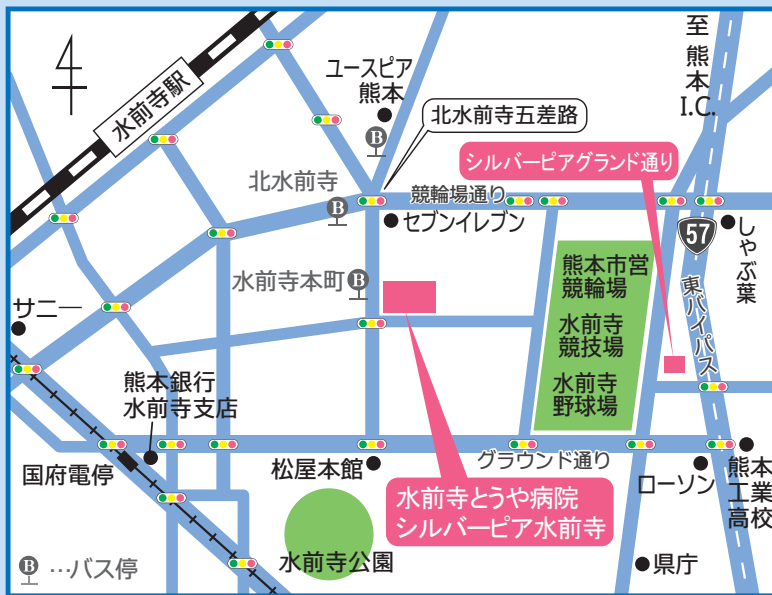 至
熊本
I.C.
水前寺駅
ユースピア
熊本
B
北水前寺五差路
シルバーピアグランド通り
北水前寺
B
競輪場通り
セブンイレブン
57
しゃぶ葉
水前寺本町
B
熊本市営
競輪場
水前寺
競技場
水前寺
野球場
東バイパス
サニー
熊本銀行
水前寺支店
国府電停
松屋本館
グラウンド通り
ローソン
熊本
工業
高校
水前寺とうや病院
シルバーピア水前寺
水前寺公園
県庁
B …バス停